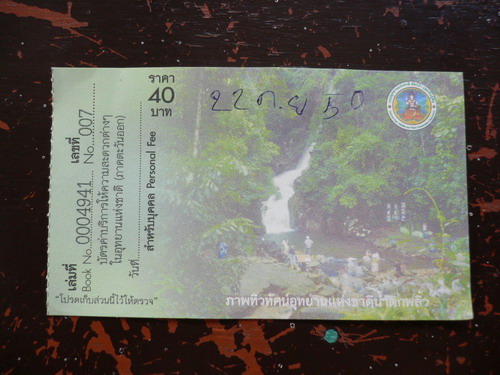 ราคา
40
บาท
22 ก.ย 50
เล่มที่ เลขที่
Book No. 0004941 No. 007
บัตรค่าบริการให้ความสะดวกต่างๆ
ในอุทยานแห่งชาติ (ภาคตะวันออก)
วันที่
สำหรับบุคคล Personal Fee
"โปรดเก็บส่วนนี้ไว้ให้ตรวจ"
ภาพทิวทัศน์อุทยานแห่งชาติน้ำตกพลิ้ว